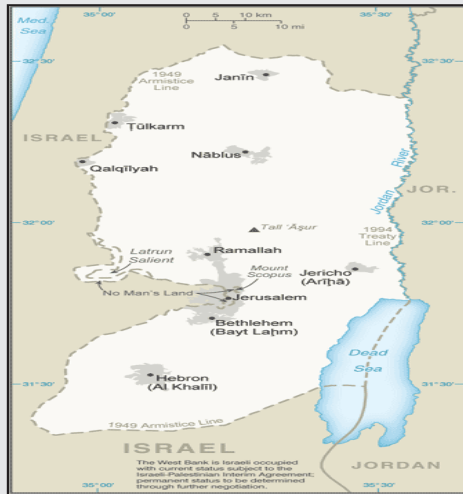 35°00'
35°30'
0 10 km
0 10 mi
Med.
Sea
32°30'
32°30'
1949
Armistice
Line
Janīn
ISRAEL
Ṭūlkarm
Nāblus
Qalqīlyah
Jordan River
JOR.
32°00'
32°00'
Tall 'Āşur
1994
Treaty
Line
Latrun
Salient
Ramallah
Mount
Scopus
Jericho
(Arīḩā)
No Man's Land
Jerusalem
Bethlehem
(Bayt Laḩm)
Dead
Sea
31°30'
31°30'
Hebron
(Al Khalīl)
1949 Armistice Line
ISRAEL
JORDAN
The West Bank is Israeli occupied
with current status subject to the
Israeli-Palestinian Interim Agreement;
permanent status to be determined
through further negotiation.
35°00'
35°30'